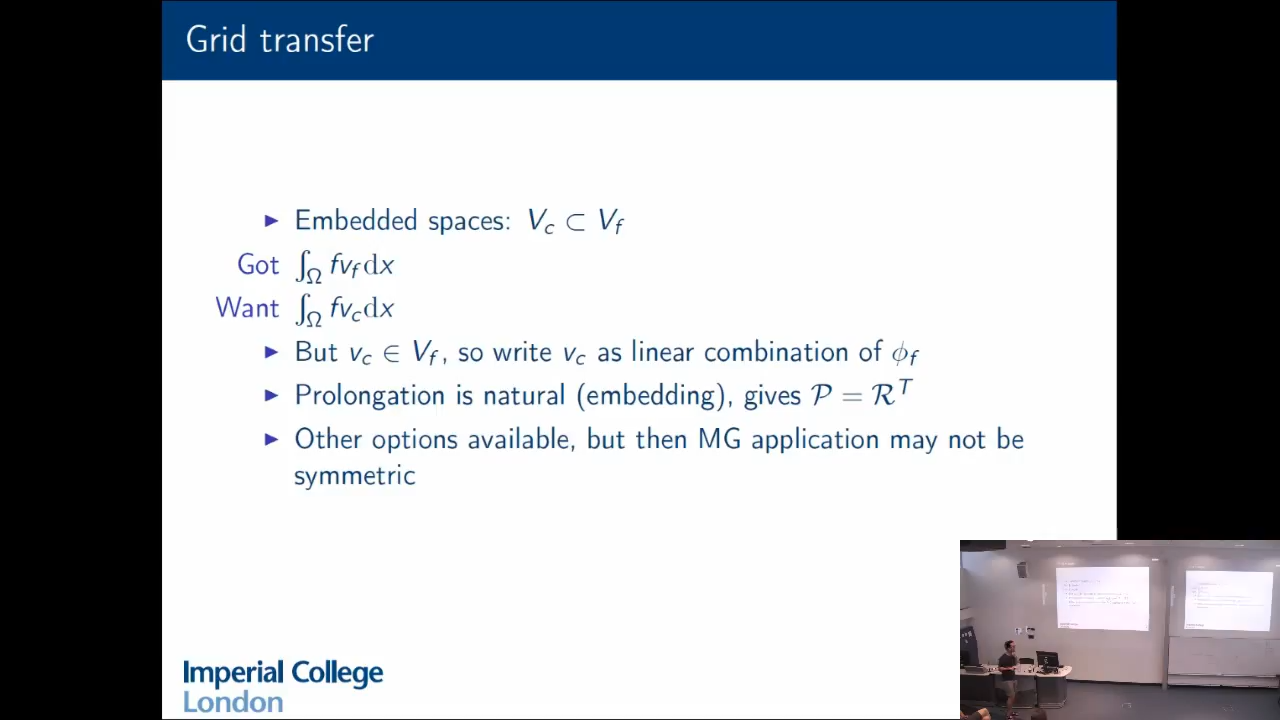 Grid transfer
▶ Embedded spaces: V_c ⊂ V_f
Got ∫_Ω fv_f dx
Want ∫_Ω fv_c dx
▶ But v_c ∈ V_f, so write v_c as linear combination of ϕ_f
▶ Prolongation is natural (embedding), gives 𝒫 = ℛ^T
▶ Other options available, but then MG application may not be
symmetric
Imperial College
London